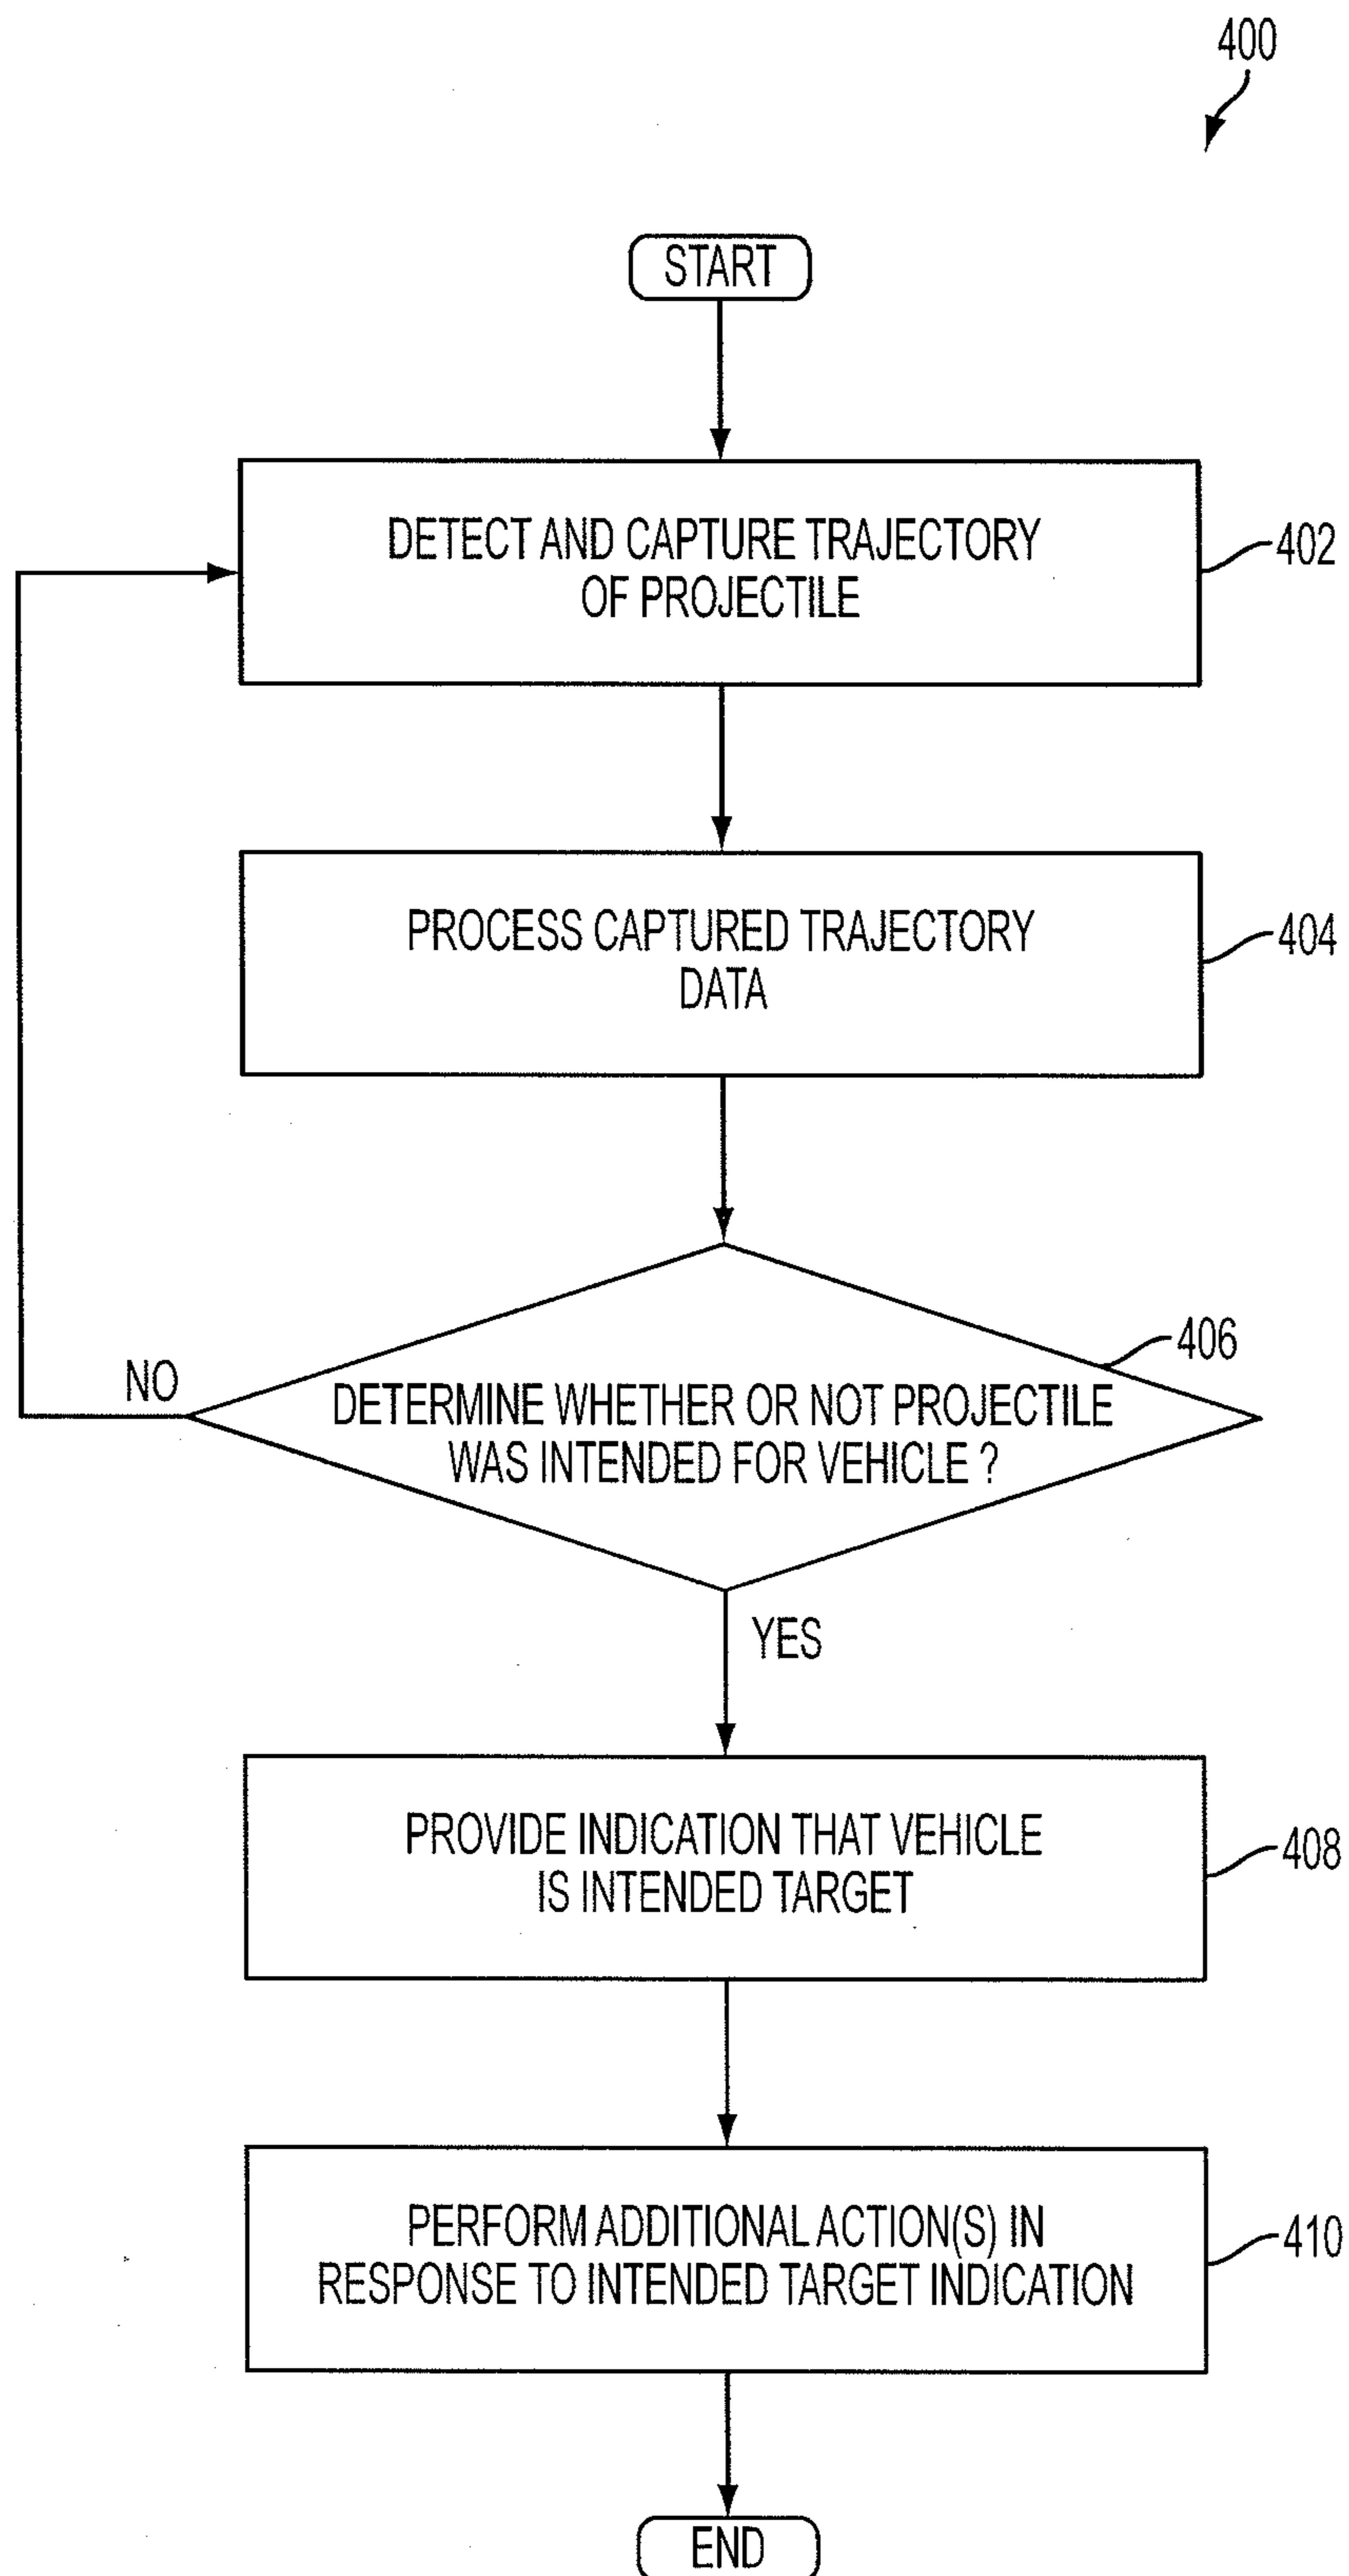 400
START
DETECT AND CAPTURE TRAJECTORY
OF PROJECTILE
402
PROCESS CAPTURED TRAJECTORY
DATA
404
406
NO
DETERMINE WHETHER OR NOT PROJECTILE
WAS INTENDED FOR VEHICLE ?
YES
PROVIDE INDICATION THAT VEHICLE
IS INTENDED TARGET
408
PERFORM ADDITIONAL ACTION(S) IN
RESPONSE TO INTENDED TARGET INDICATION
410
END